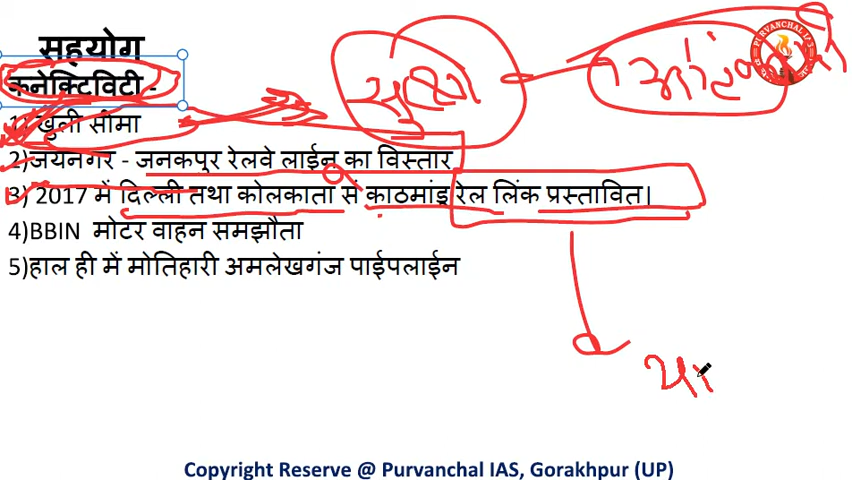 सहयोग
कनेक्टिविटी -
1) खुली सीमा
2)जयनगर - जनकपुर रेलवे लाईन का विस्तार
3) 2017 में दिल्ली तथा कोलकाता सं काठमांडू रेल लिंक प्रस्तावित।
4)BBIN मोटर वाहन समझौता
5)हाल ही में मोतिहारी अमलेखगंज पाईपलाईन
Copyright Reserve @ Purvanchal IAS, Gorakhpur (UP)